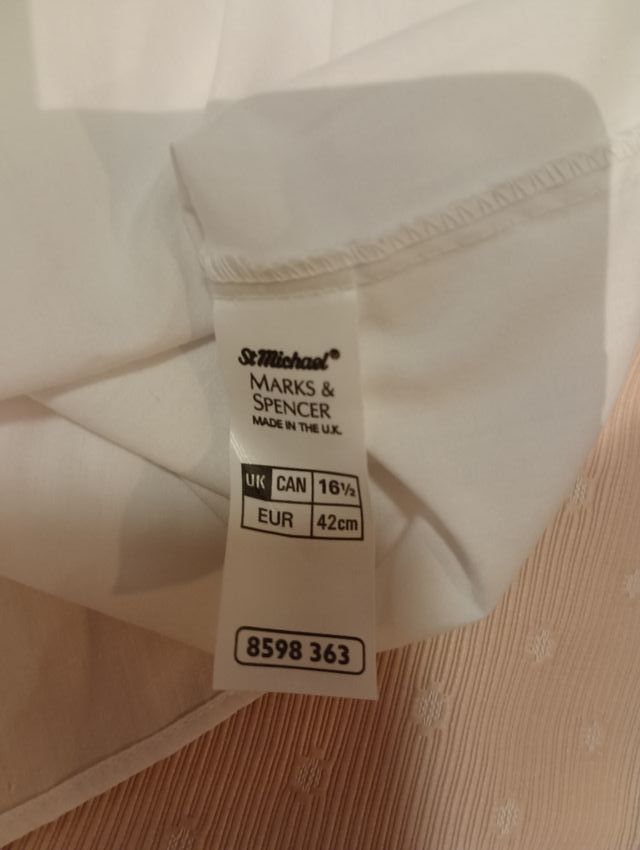 St Michael®
MARKS &
SPENCER
MADE IN THE U.K.
UK CAN 16½
EUR 42cm
8598 363